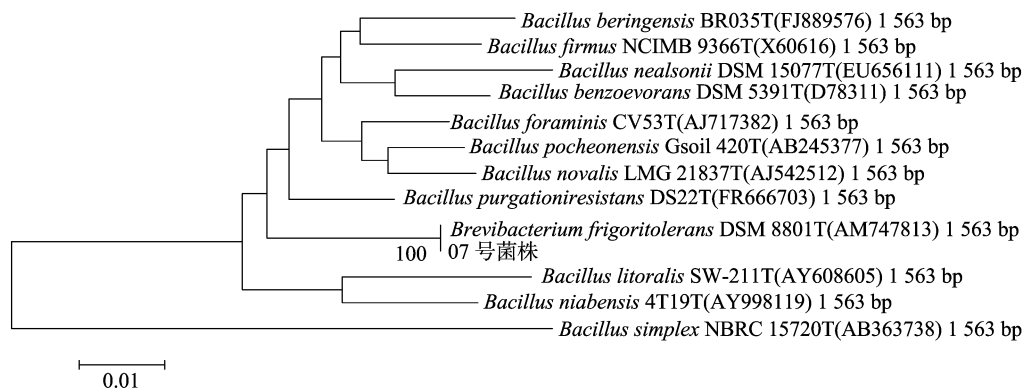 Bacillus beringensis BR035T(FJ889576) 1 563 bp
Bacillus firmus NCIMB 9366T(X60616) 1 563 bp
Bacillus nealsonii DSM 15077T(EU656111) 1 563 bp
Bacillus benzoevorans DSM 5391T(D78311) 1 563 bp
Bacillus foraminis CV53T(AJ717382) 1 563 bp
Bacillus pocheonensis Gsoil 420T(AB245377) 1 563 bp
Bacillus novalis LMG 21837T(AJ542512) 1 563 bp
Bacillus purgationiresistans DS22T(FR666703) 1 563 bp
Brevibacterium frigoritolerans DSM 8801T(AM747813) 1 563 bp
100 07 号菌株
Bacillus litoralis SW-211T(AY608605) 1 563 bp
Bacillus niabensis 4T19T(AY998119) 1 563 bp
Bacillus simplex NBRC 15720T(AB363738) 1 563 bp
0.01